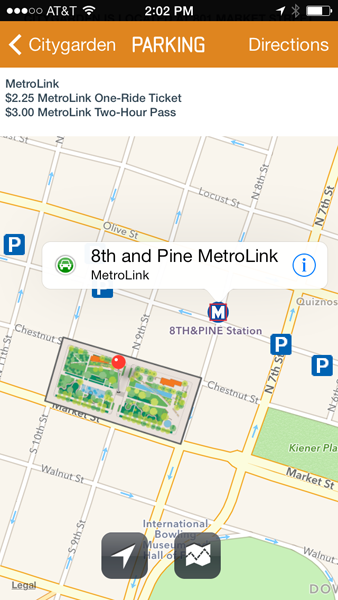 AT&T
2:02 PM
Citygarden
PARKING
Directions
MetroLink
$2.25 MetroLink One-Ride Ticket
$3.00 MetroLink Two-Hour Pass
N 8th St
N 7th St
Locust St
N 10th St
Olive St
P
8th and Pine MetroLink
MetroLink
i
P
M
Quiznos
8TH&PINE Station
Chestnut St
N 9th St
P
P
N 11th St
Chestnut St
N 7th St
Market St
Kiener Pla
S 10th St
Market St
Walnut St
S 9th St
International
Bowling
Museum
Hall of
Walnut
Legal
DOW